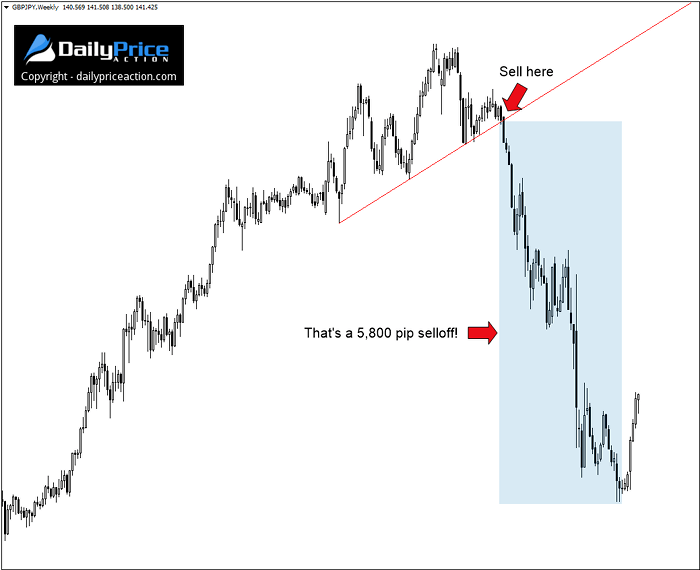 GBPJPY,Weekly 140.569 141.508 138.500 141.425
DailyPrice
ACTION
Copyright - dailypriceaction.com
Sell here
That's a 5,800 pip selloff!